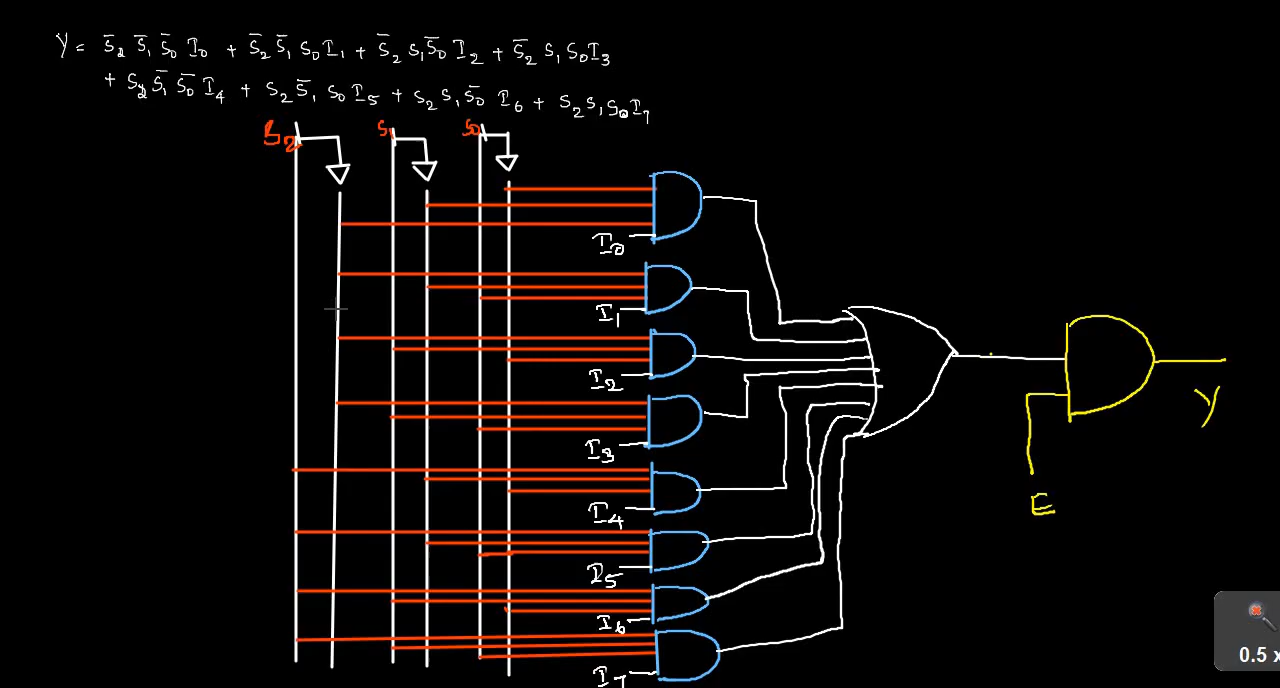 Y = S̄₂ S̄₁ S̄₀ I₀ + S̄₂ S̄₁ S₀ I₁ + S̄₂ S₁ S̄₀ I₂ + S̄₂ S₁ S₀ I₃
+ S₂ S̄₁ S̄₀ I₄ + S₂ S̄₁ S₀ I₅ + S₂ S₁ S̄₀ I₆ + S₂ S₁ S₀ I₇
S₂ S₁ S₀
I₀
I₁
I₂
I₃
I₄
I₅
I₆
I₇
Y
E
0.5 x